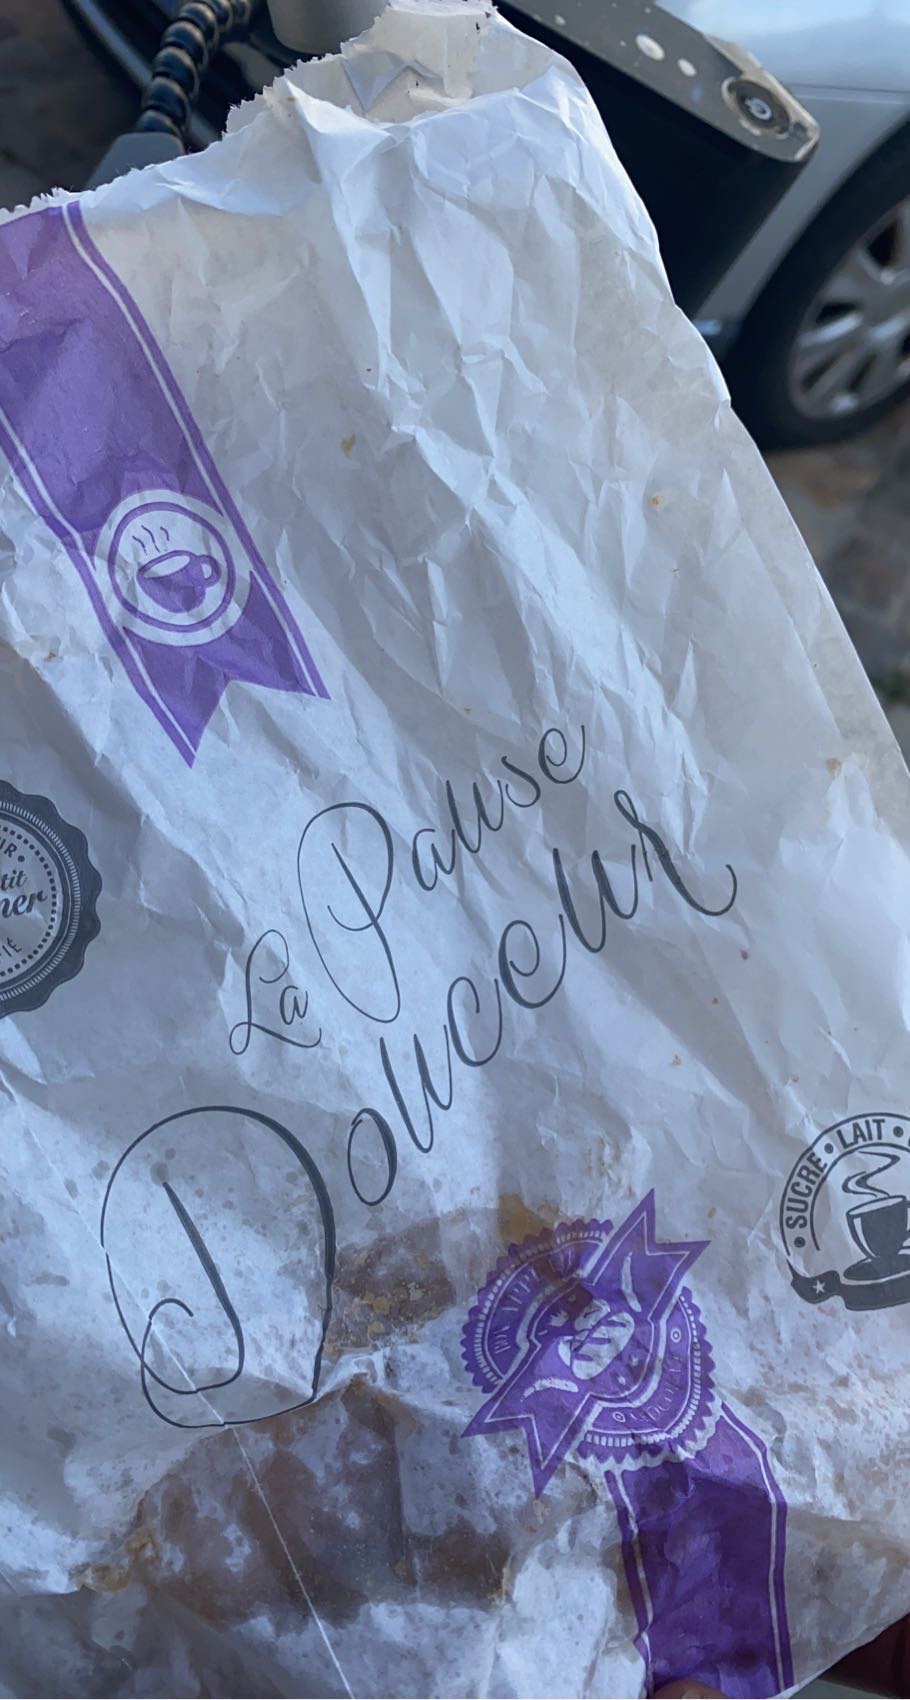 La Pause
Douceur
SUCRE • LAIT •